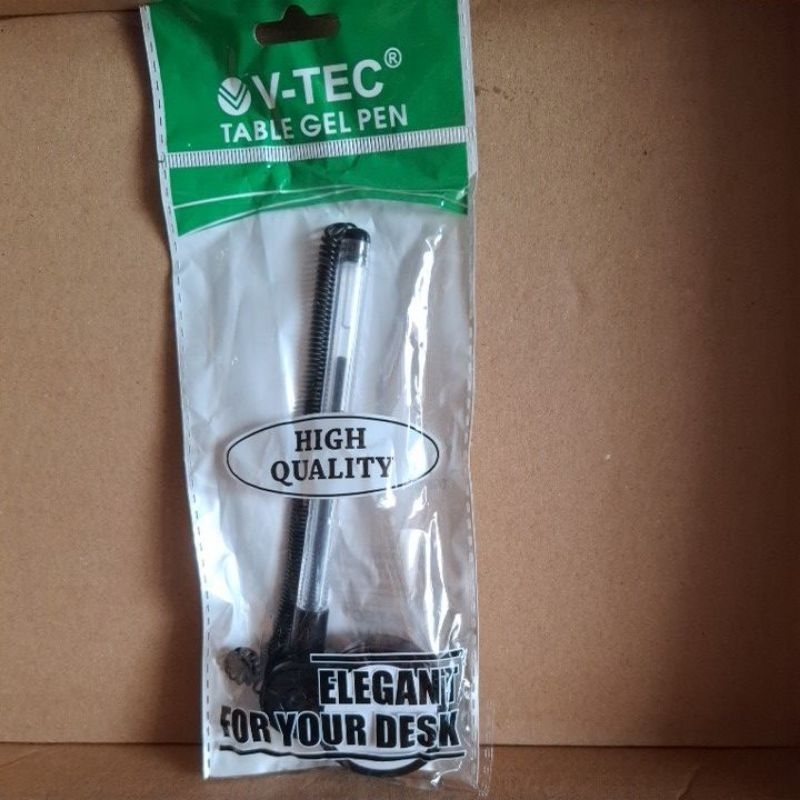 V-TEC®
TABLE GEL PEN
HIGH
QUALITY
ELEGANT
FOR YOUR DESK